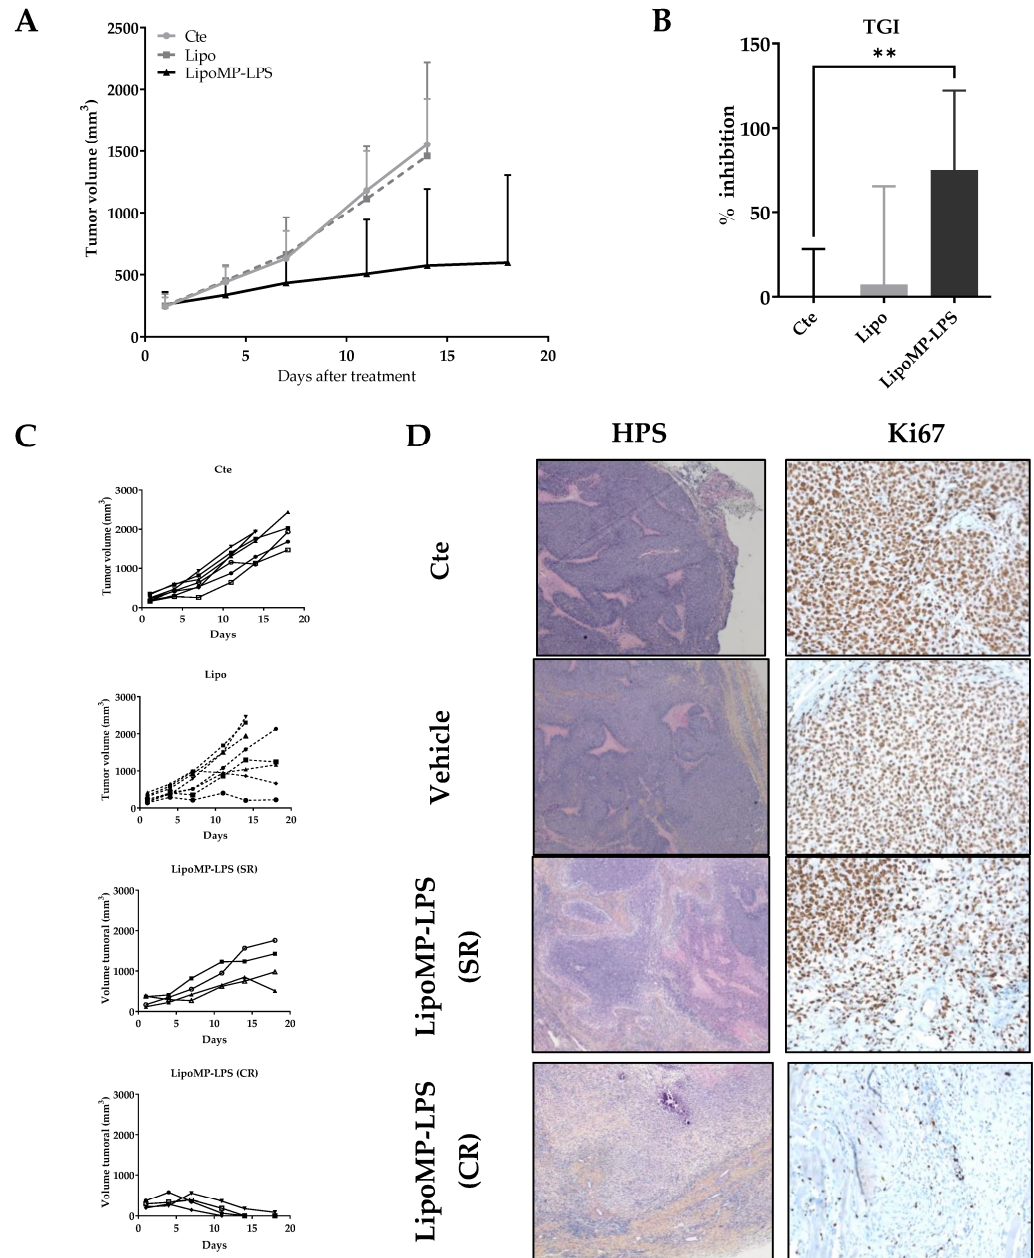 A
2500
2000
1500
1000
500
0
Tumor volume (mm³)
Cte
Lipo
LipoMP-LPS
0 5 10 15 20
Days after treatment
B
TGI
**
150
100
50
0
% inhibition
Cte
Lipo
LipoMP-LPS
C
Cte
3000
2000
1000
0
Tumor volume (mm³)
0 5 10 15 20
Days
Lipo
3000
2000
1000
0
Tumor volume (mm³)
0 5 10 15 20
Days
LipoMP-LPS (SR)
3000
2000
1000
0
Volume tumoral (mm³)
0 5 10 15 20
Days
LipoMP-LPS (CR)
3000
2000
1000
0
Volume tumoral (mm³)
0 5 10 15 20
Days
D
HPS
Ki67
Cte
Vehicle
LipoMP-LPS
(SR)
LipoMP-LPS
(CR)